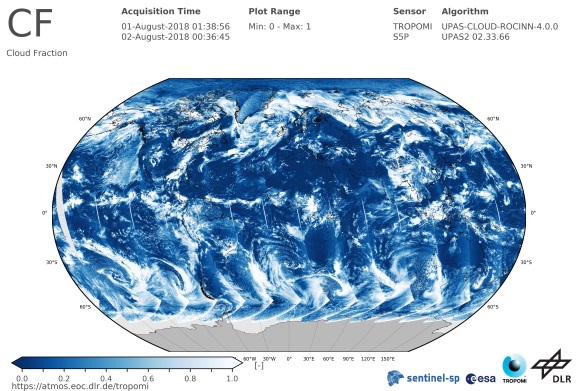 CF
Cloud Fraction
Acquisition Time
01-August-2018 01:38:56
02-August-2018 00:36:45
Plot Range
Min: 0 - Max: 1
Sensor Algorithm
TROPOMI UPAS-CLOUD-ROCINN-4.0.0
S5P UPAS2 02.33.66
60°N 60°N
30°N 30°N
0° 0°
30°S 30°S
60°S 60°S
60°W 30°W 0°E 30°E 60°E 90°E 120°E 150°E
[-]
0.0 0.2 0.4 0.6 0.8 1.0
https://atmos.eoc.dlr.de/tropomi
sentinel-5p
esa
TROPOMI
DLR